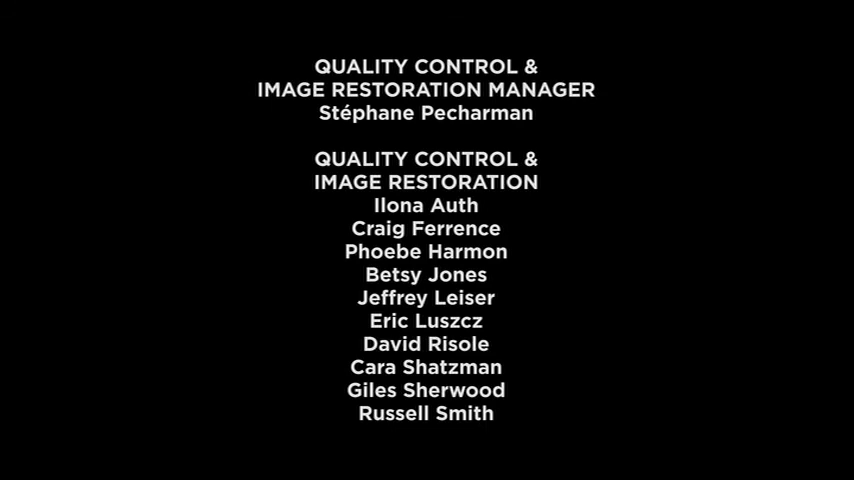 QUALITY CONTROL &
IMAGE RESTORATION MANAGER
Stéphane Pecharman
QUALITY CONTROL &
IMAGE RESTORATION
Ilona Auth
Craig Ferrence
Phoebe Harmon
Betsy Jones
Jeffrey Leiser
Eric Luszcz
David Risole
Cara Shatzman
Giles Sherwood
Russell Smith